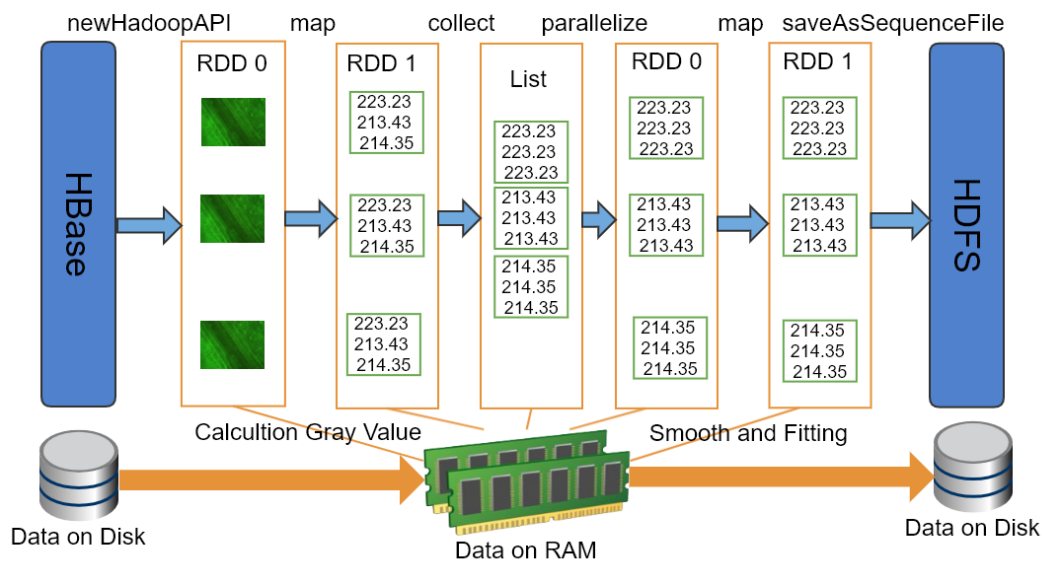 newHadoopAPI map collect parallelize map saveAsSequenceFile
HBase
RDD 0
RDD 1
223.23
213.43
214.35
223.23
213.43
214.35
223.23
213.43
214.35
List
223.23
223.23
223.23
213.43
213.43
213.43
214.35
214.35
214.35
RDD 0
223.23
223.23
223.23
213.43
213.43
213.43
214.35
214.35
214.35
RDD 1
223.23
223.23
223.23
213.43
213.43
213.43
214.35
214.35
214.35
HDFS
Calcultion Gray Value
Smooth and Fitting
Data on Disk
Data on RAM
Data on Disk